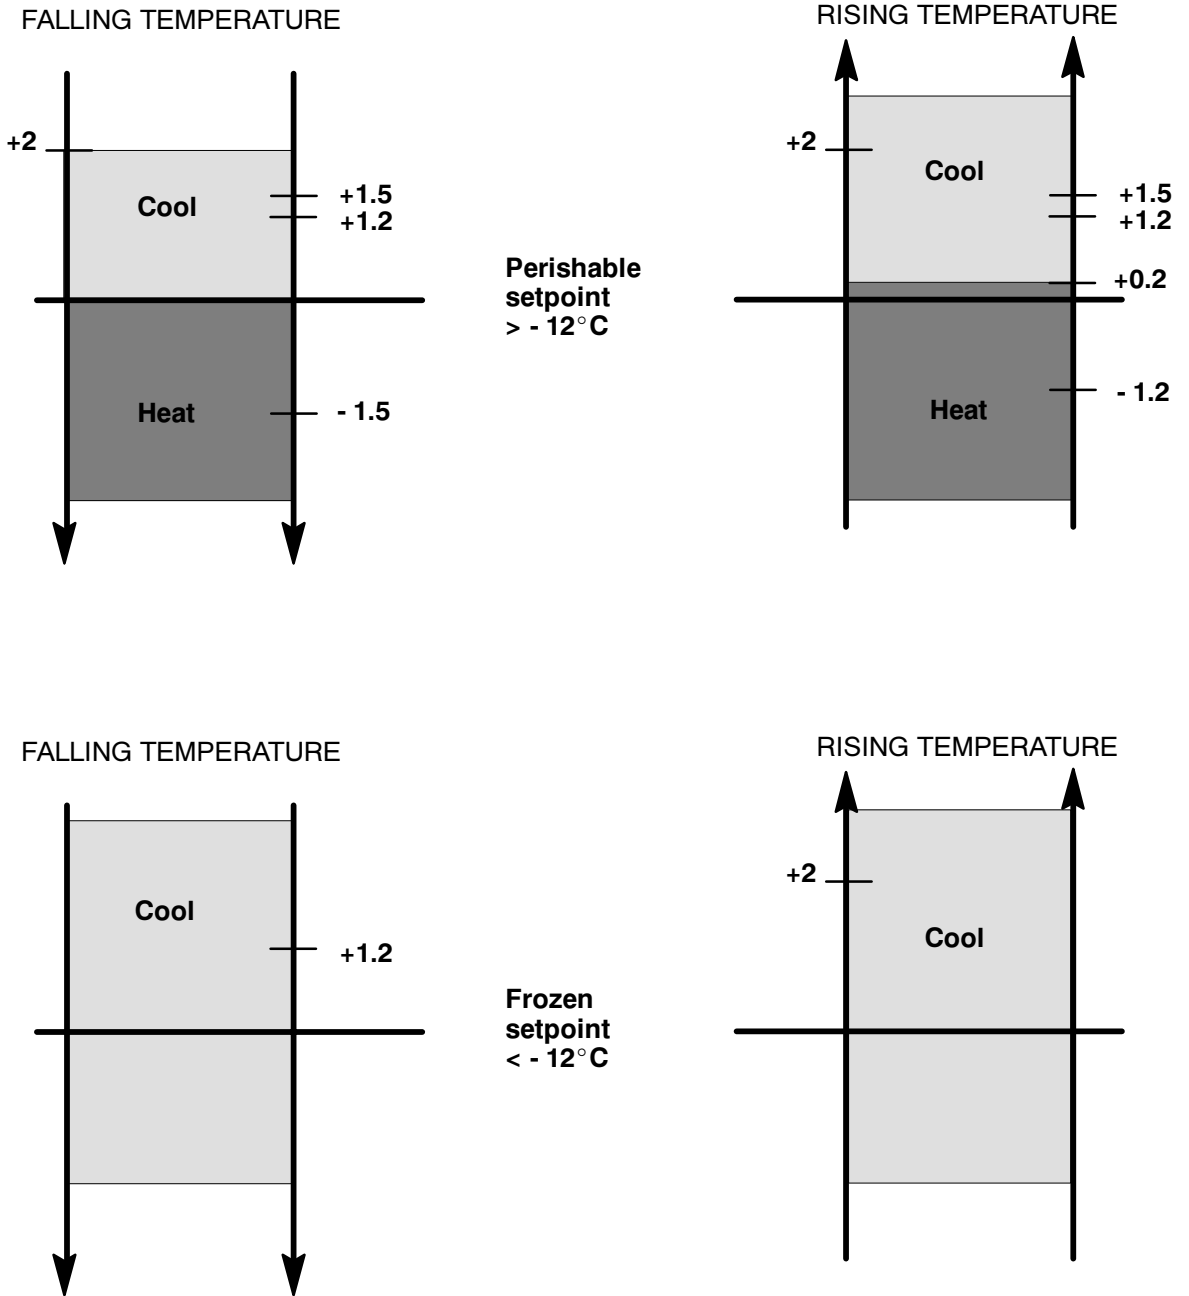 FALLING TEMPERATURE
+2
Cool
+1.5
+1.2
Heat
- 1.5
Perishable
setpoint
> - 12°C
RISING TEMPERATURE
+2
Cool
+1.5
+1.2
+0.2
Heat
- 1.2
FALLING TEMPERATURE
Cool
+1.2
Frozen
setpoint
< - 12°C
RISING TEMPERATURE
+2
Cool